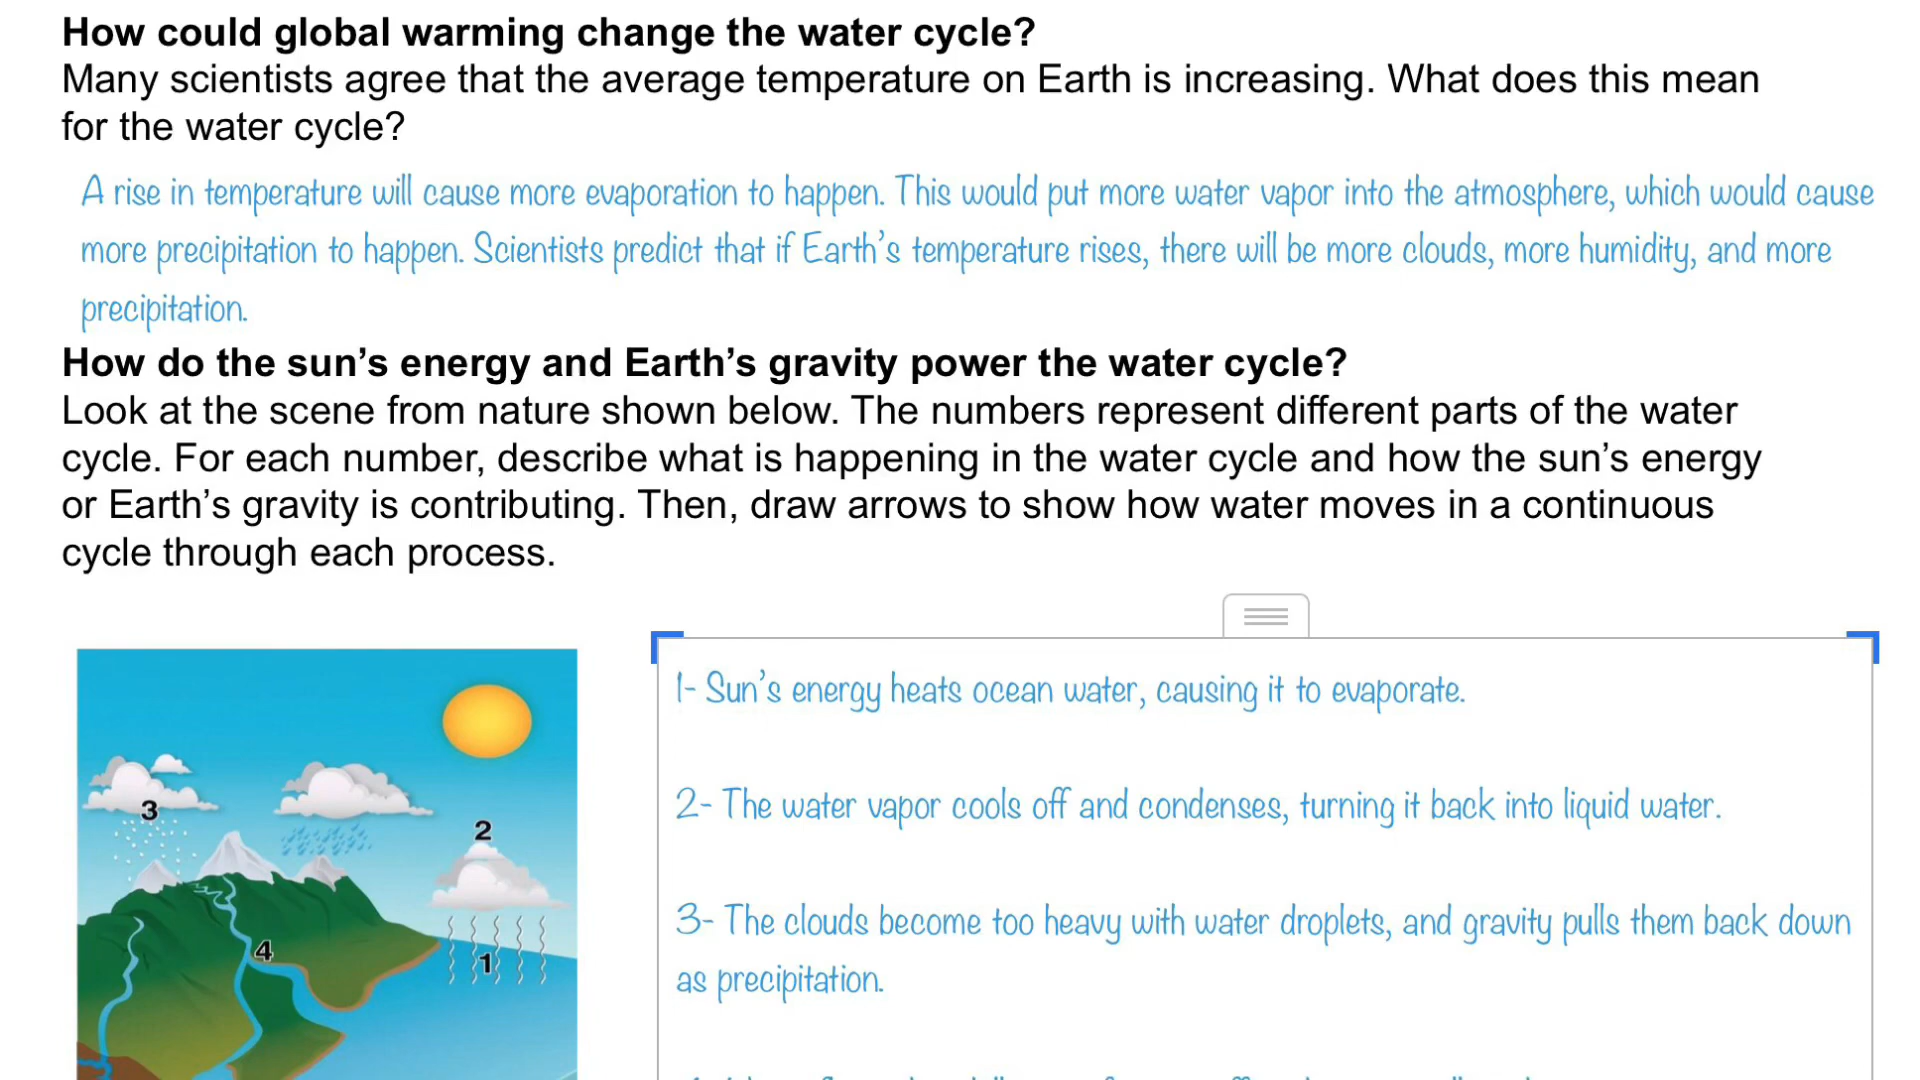 How could global warming change the water cycle?
Many scientists agree that the average temperature on Earth is increasing. What does this mean
for the water cycle?
A rise in temperature will cause more evaporation to happen. This would put more water vapor into the atmosphere, which would cause
more precipitation to happen. Scientists predict that if Earth's temperature rises, there will be more clouds, more humidity, and more
precipitation.
How do the sun's energy and Earth's gravity power the water cycle?
Look at the scene from nature shown below. The numbers represent different parts of the water
cycle. For each number, describe what is happening in the water cycle and how the sun's energy
or Earth's gravity is contributing. Then, draw arrows to show how water moves in a continuous
cycle through each process.
3
2
4
1
1- Sun's energy heats ocean water, causing it to evaporate.
2- The water vapor cools off and condenses, turning it back into liquid water.
3- The clouds become too heavy with water droplets, and gravity pulls them back down
as precipitation.